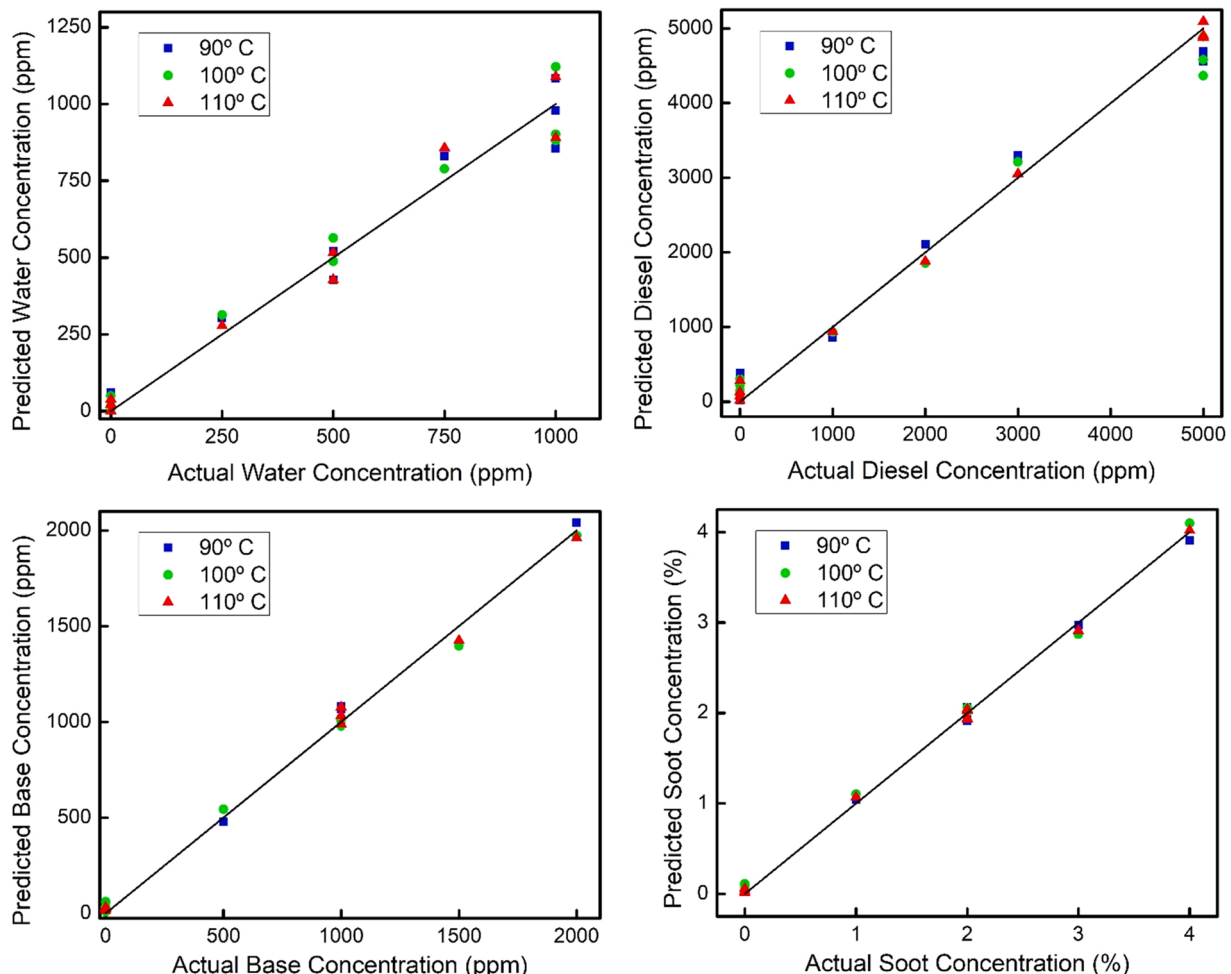 Predicted Water Concentration (ppm)
1250
1000
750
500
250
0
90º C
100º C
110º C
0 250 500 750 1000
Actual Water Concentration (ppm)
Predicted Diesel Concentration (ppm)
5000
4000
3000
2000
1000
0
90º C
100º C
110º C
0 1000 2000 3000 4000 5000
Actual Diesel Concentration (ppm)
Predicted Base Concentration (ppm)
2000
1500
1000
500
0
90º C
100º C
110º C
0 500 1000 1500 2000
Actual Base Concentration (ppm)
Predicted Soot Concentration (%)
4
3
2
1
0
90º C
100º C
110º C
0 1 2 3 4
Actual Soot Concentration (%)